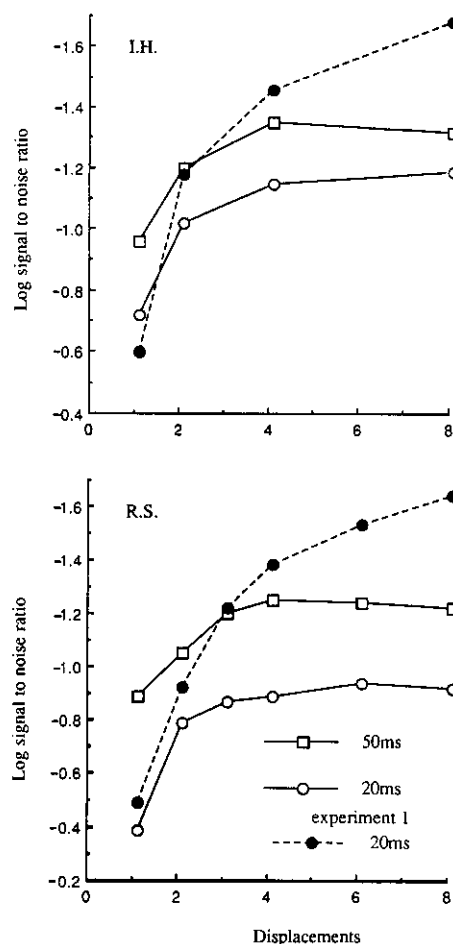 I.H.
Log signal to noise ratio
-1.6
-1.4
-1.2
-1.0
-0.8
-0.6
-0.4
0 2 4 6 8
R.S.
Log signal to noise ratio
-1.6
-1.4
-1.2
-1.0
-0.8
-0.6
-0.4
-0.2
50ms
20ms
experiment 1
20ms
0 2 4 6 8
Displacements